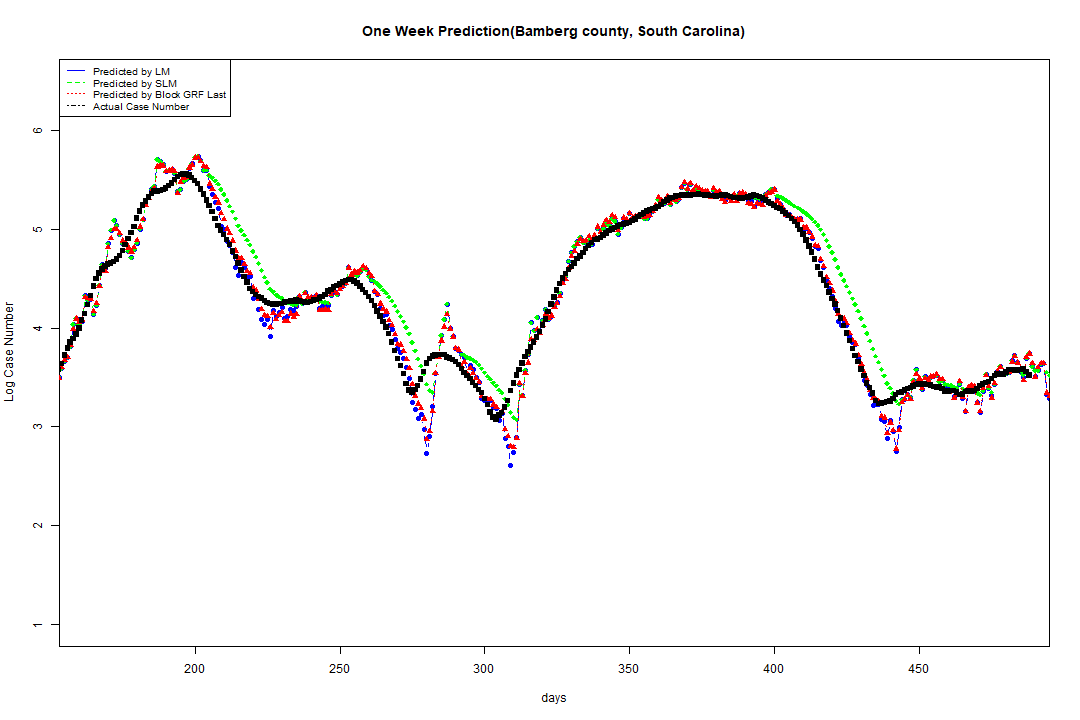 One Week Prediction(Bamberg county, South Carolina)
Predicted by LM
Predicted by SLM
Predicted by Block GRF Last
Actual Case Number
6
5
4
3
2
1
Log Case Number
200 250 300 350 400 450
days